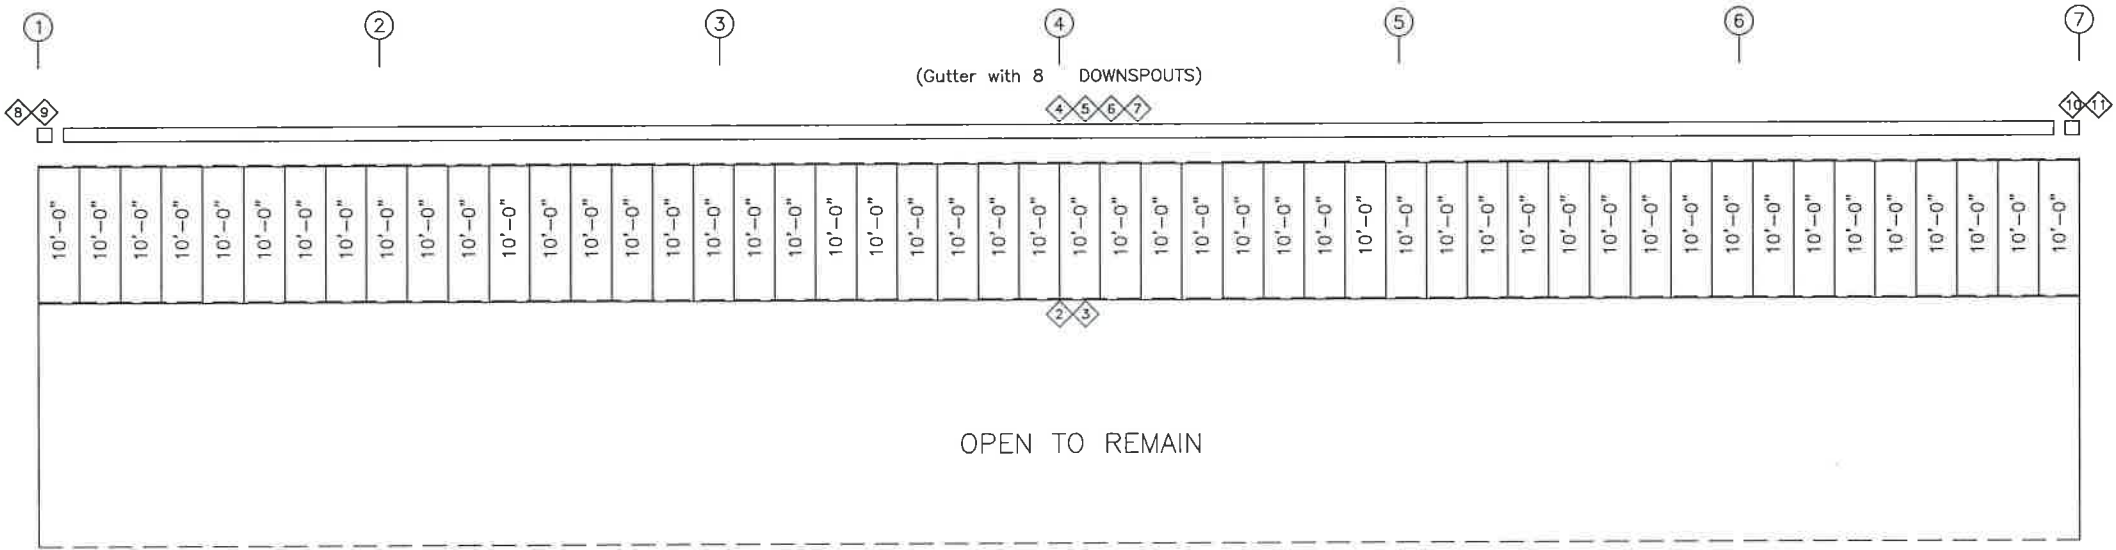 1 2 3 4 5 6 7
(Gutter with 8 DOWNSPOUTS)
8 9 4 5 6 7 10 11
10'-0" 10'-0" 10'-0" 10'-0" 10'-0" 10'-0" 10'-0" 10'-0" 10'-0" 10'-0" 10'-0" 10'-0" 10'-0" 10'-0" 10'-0" 10'-0" 10'-0" 10'-0" 10'-0" 10'-0" 10'-0" 10'-0" 10'-0" 10'-0" 10'-0" 10'-0" 10'-0" 10'-0" 10'-0" 10'-0" 10'-0" 10'-0" 10'-0" 10'-0" 10'-0" 10'-0" 10'-0" 10'-0" 10'-0" 10'-0" 10'-0" 10'-0" 10'-0" 10'-0" 10'-0" 10'-0" 10'-0" 10'-0" 10'-0" 10'-0"
2 3
OPEN TO REMAIN